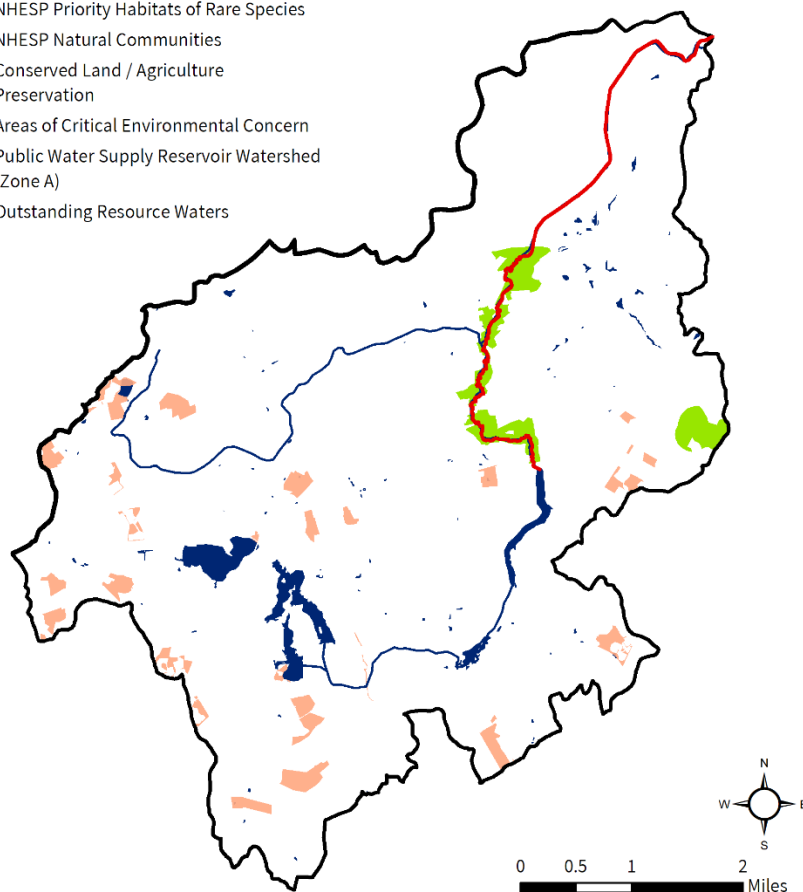 NHESP Priority Habitats of Rare Species
NHESP Natural Communities
Conserved Land / Agriculture
Preservation
Areas of Critical Environmental Concern
Public Water Supply Reservoir Watershed
(Zone A)
Outstanding Resource Waters
N
W
E
S
0 0.5 1 2
Miles